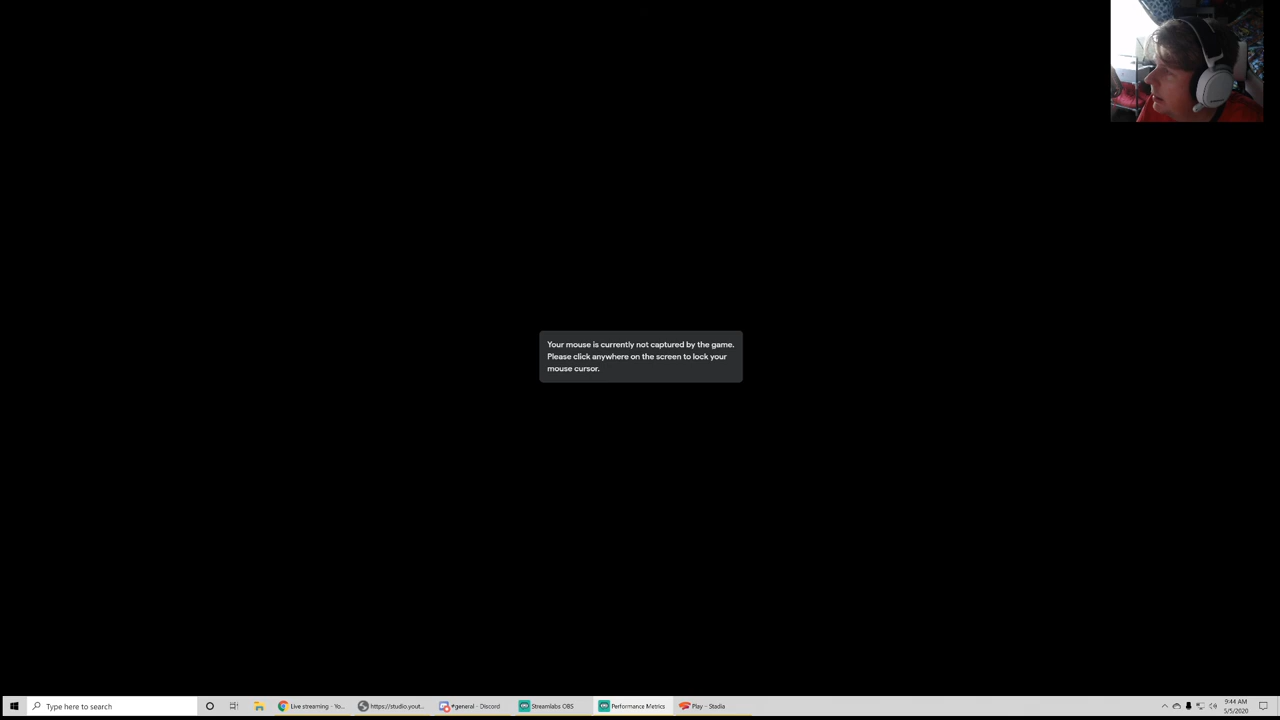 Your mouse is currently not captured by the game.
Please click anywhere on the screen to lock your
mouse cursor.
Type here to search
Live streaming - Yo...
https://studio.yout...
#general - Discord
Streamlabs OBS
Performance Metrics
Play - Stadia
9:44 AM
5/5/2020